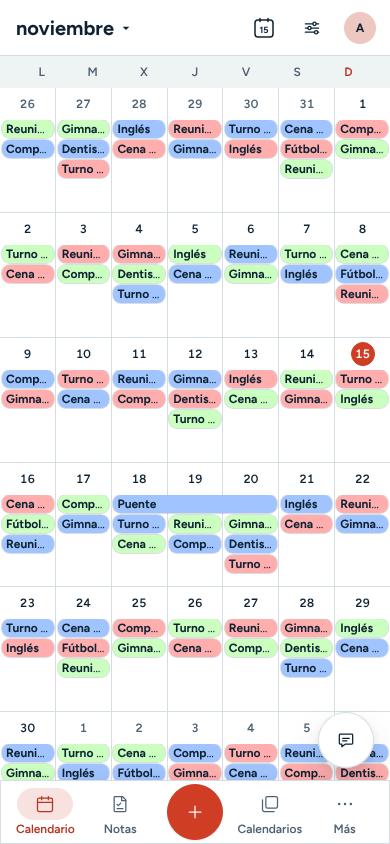 noviembre
15
A
L M X J V S D
26 27 28 29 30 31 1
Reuni... Gimna... Inglés Reuni... Turno ... Cena ... Comp...
Comp... Dentis... Cena ... Gimna... Inglés Fútbol... Gimna...
Turno ... Reuni...
2 3 4 5 6 7 8
Turno ... Reuni... Gimna... Inglés Reuni... Turno ... Cena ...
Cena ... Comp... Dentis... Cena ... Gimna... Inglés Fútbol...
Turno ... Reuni...
9 10 11 12 13 14 15
Comp... Turno ... Reuni... Gimna... Inglés Reuni... Turno ...
Gimna... Cena ... Comp... Dentis... Cena ... Gimna... Inglés
Turno ...
16 17 18 19 20 21 22
Cena ... Comp... Puente Inglés Reuni...
Fútbol... Gimna... Turno ... Reuni... Gimna... Cena ... Gimna...
Reuni... Cena ... Comp... Dentis...
Turno ...
23 24 25 26 27 28 29
Turno ... Cena ... Comp... Turno ... Reuni... Gimna... Inglés
Inglés Fútbol... Gimna... Cena ... Comp... Dentis... Cena ...
Reuni... Turno ...
30 1 2 3 4 5
Reuni... Turno ... Cena ... Comp... Turno ... Reuni...
Gimna... Inglés Fútbol... Gimna... Cena ... Comp... Dentis...
Calendario Notas Calendarios Más